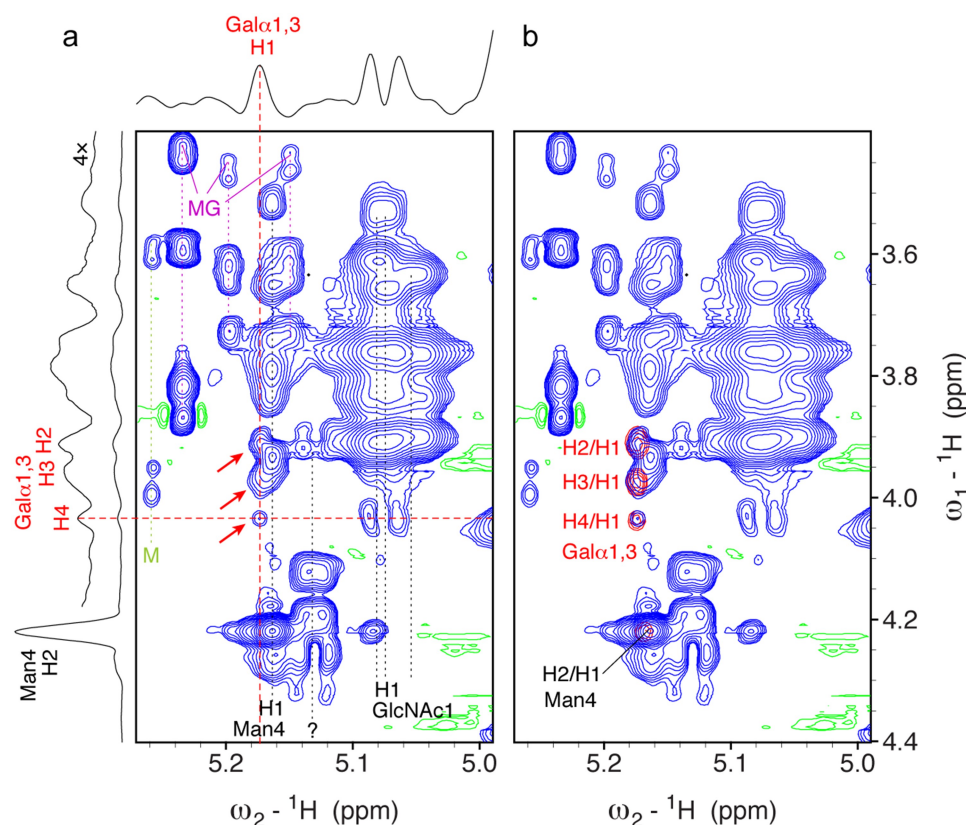 a
Galα1,3
H1
b
4×
MG
Galα1,3
H4 H3 H2
M
Man4
H2
H1
Man4
?
H1
GlcNAc1
5.2
5.1
5.0
ω₂ - ¹H (ppm)
H2/H1
H3/H1
H4/H1
Galα1,3
H2/H1
Man4
3.6
3.8
4.0
4.2
4.4
ω₁ - ¹H (ppm)
5.2
5.1
5.0
ω₂ - ¹H (ppm)